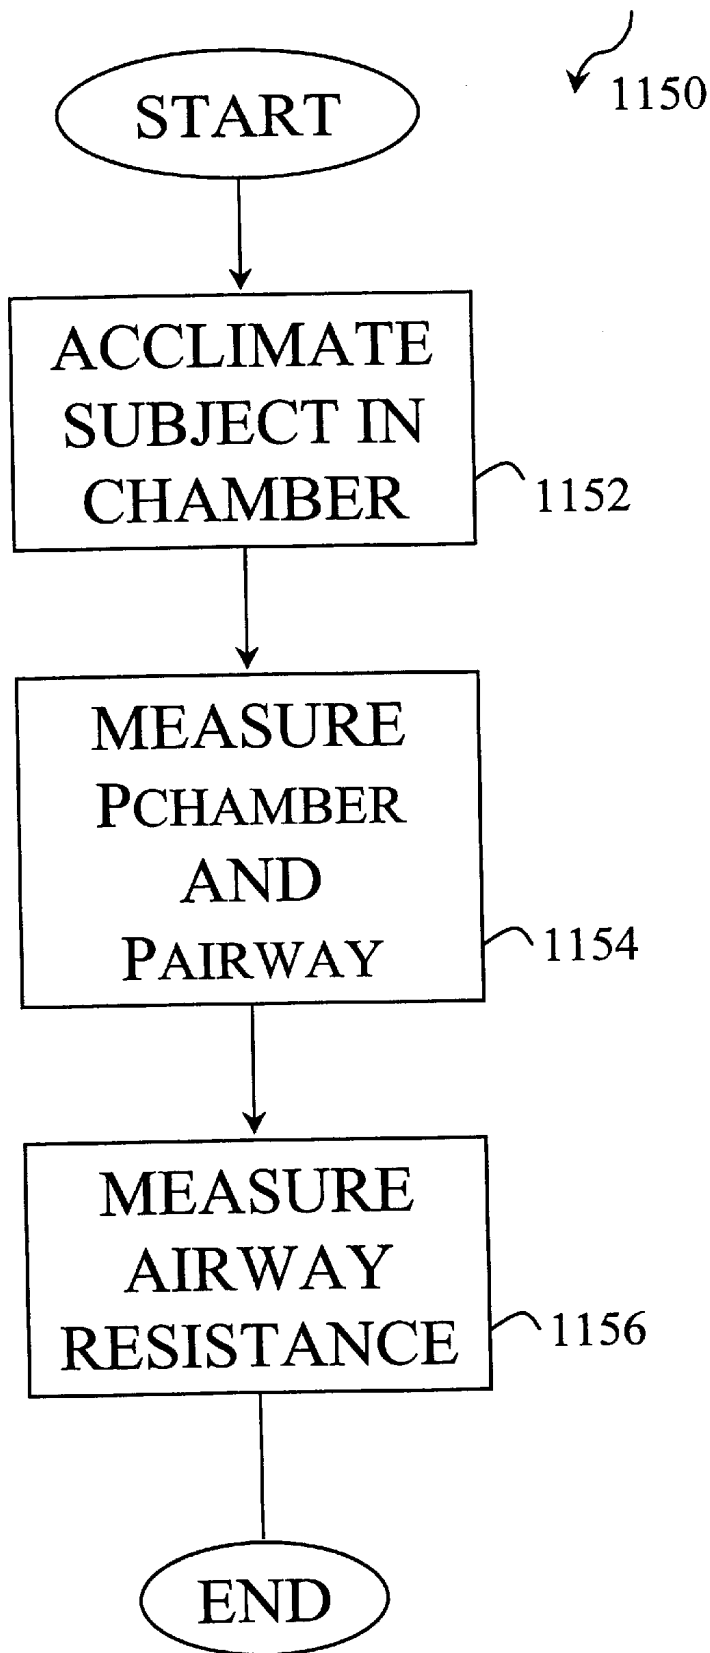 START
1150
ACCLIMATE
SUBJECT IN
CHAMBER
1152
MEASURE
PCHAMBER
AND
PAIRWAY
1154
MEASURE
AIRWAY
RESISTANCE
1156
END